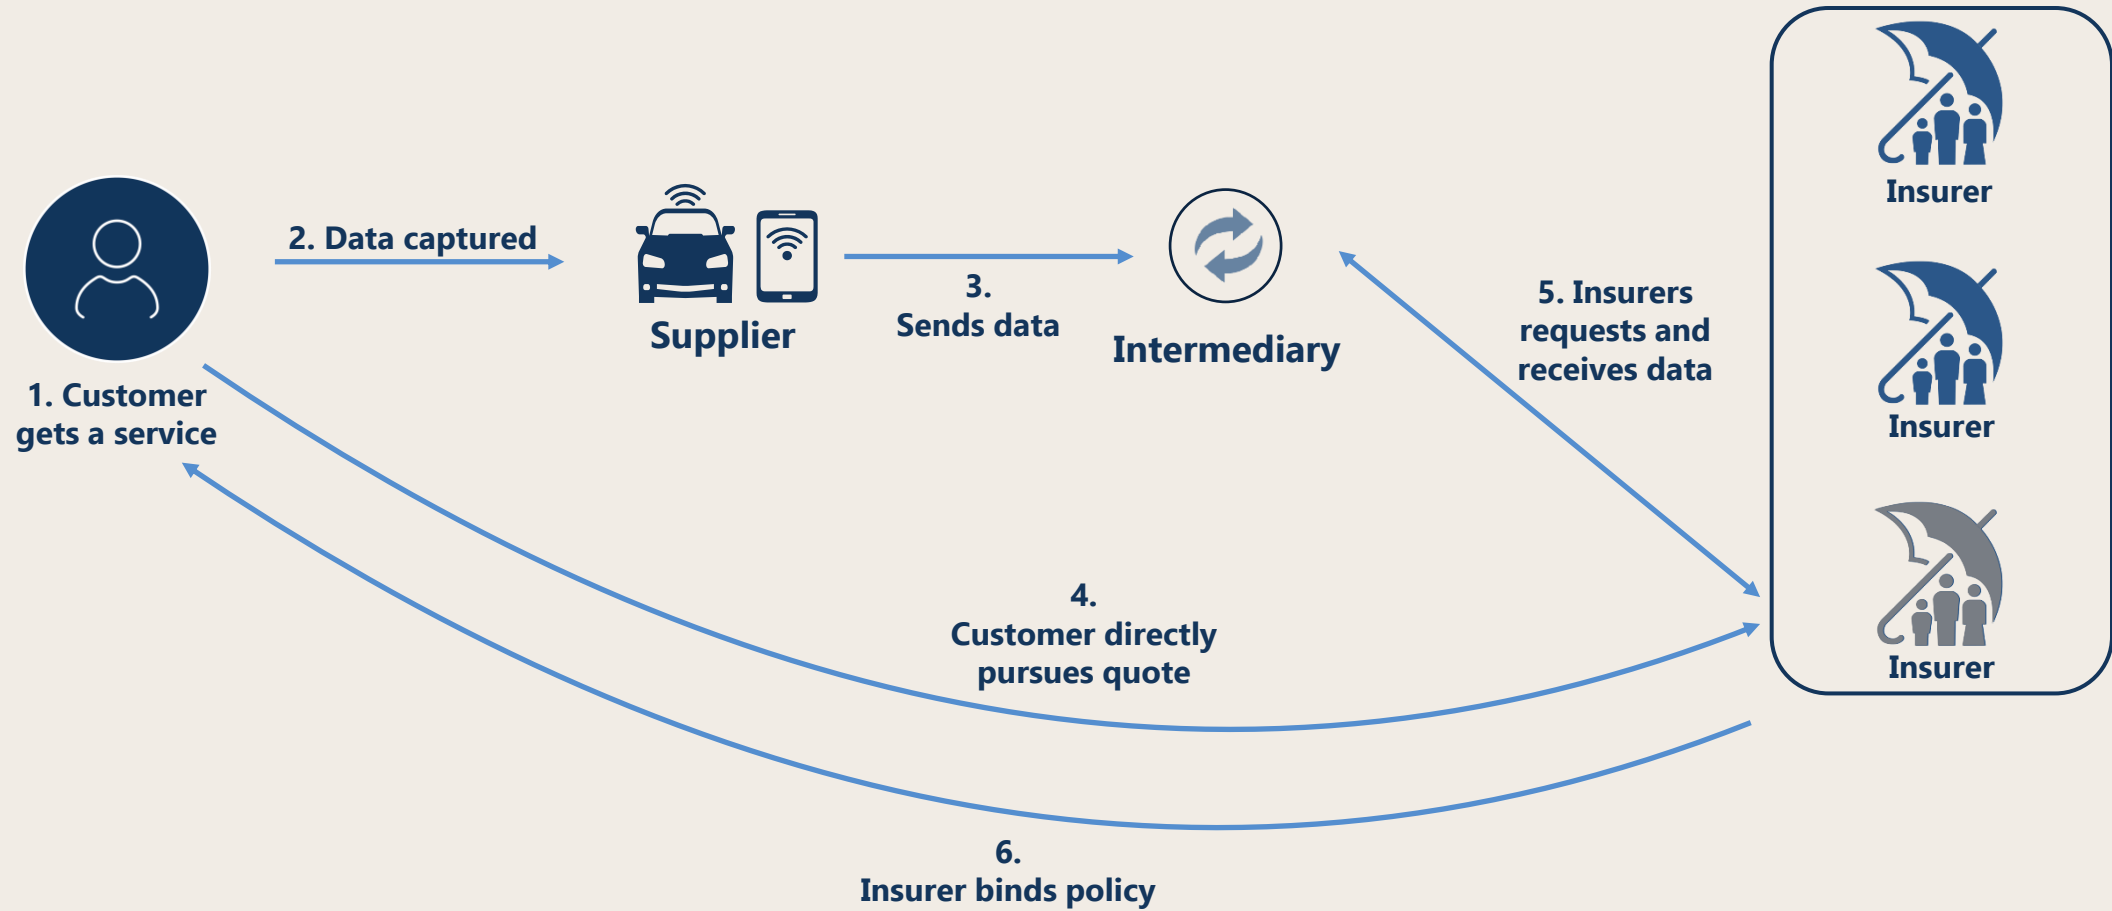 1. Customer
gets a service
2. Data captured
Supplier
3.
Sends data
Intermediary
4.
Customer directly
pursues quote
5. Insurers
requests and
receives data
Insurer
Insurer
Insurer
6.
Insurer binds policy